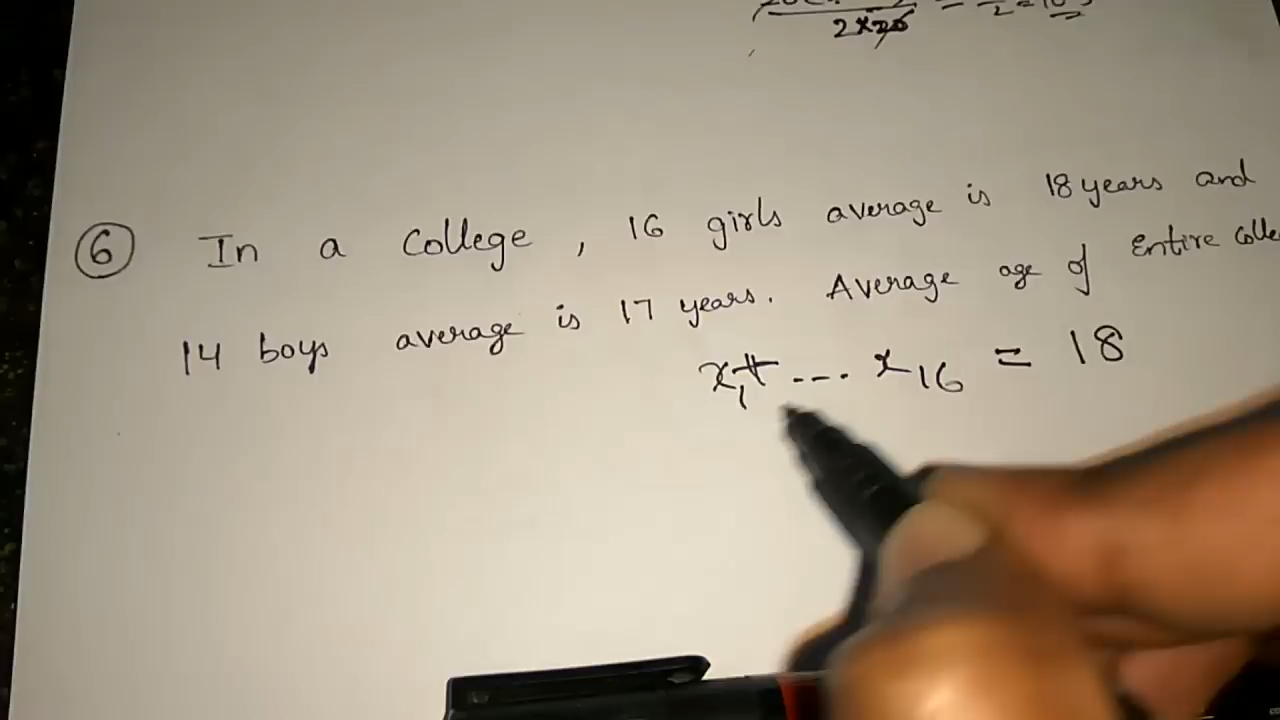 2×20
⑥ In a College, 16 girls average is 18 years and
14 boys average is 17 years. Average age of Entire
x₁+ ... x₁₆ = 18